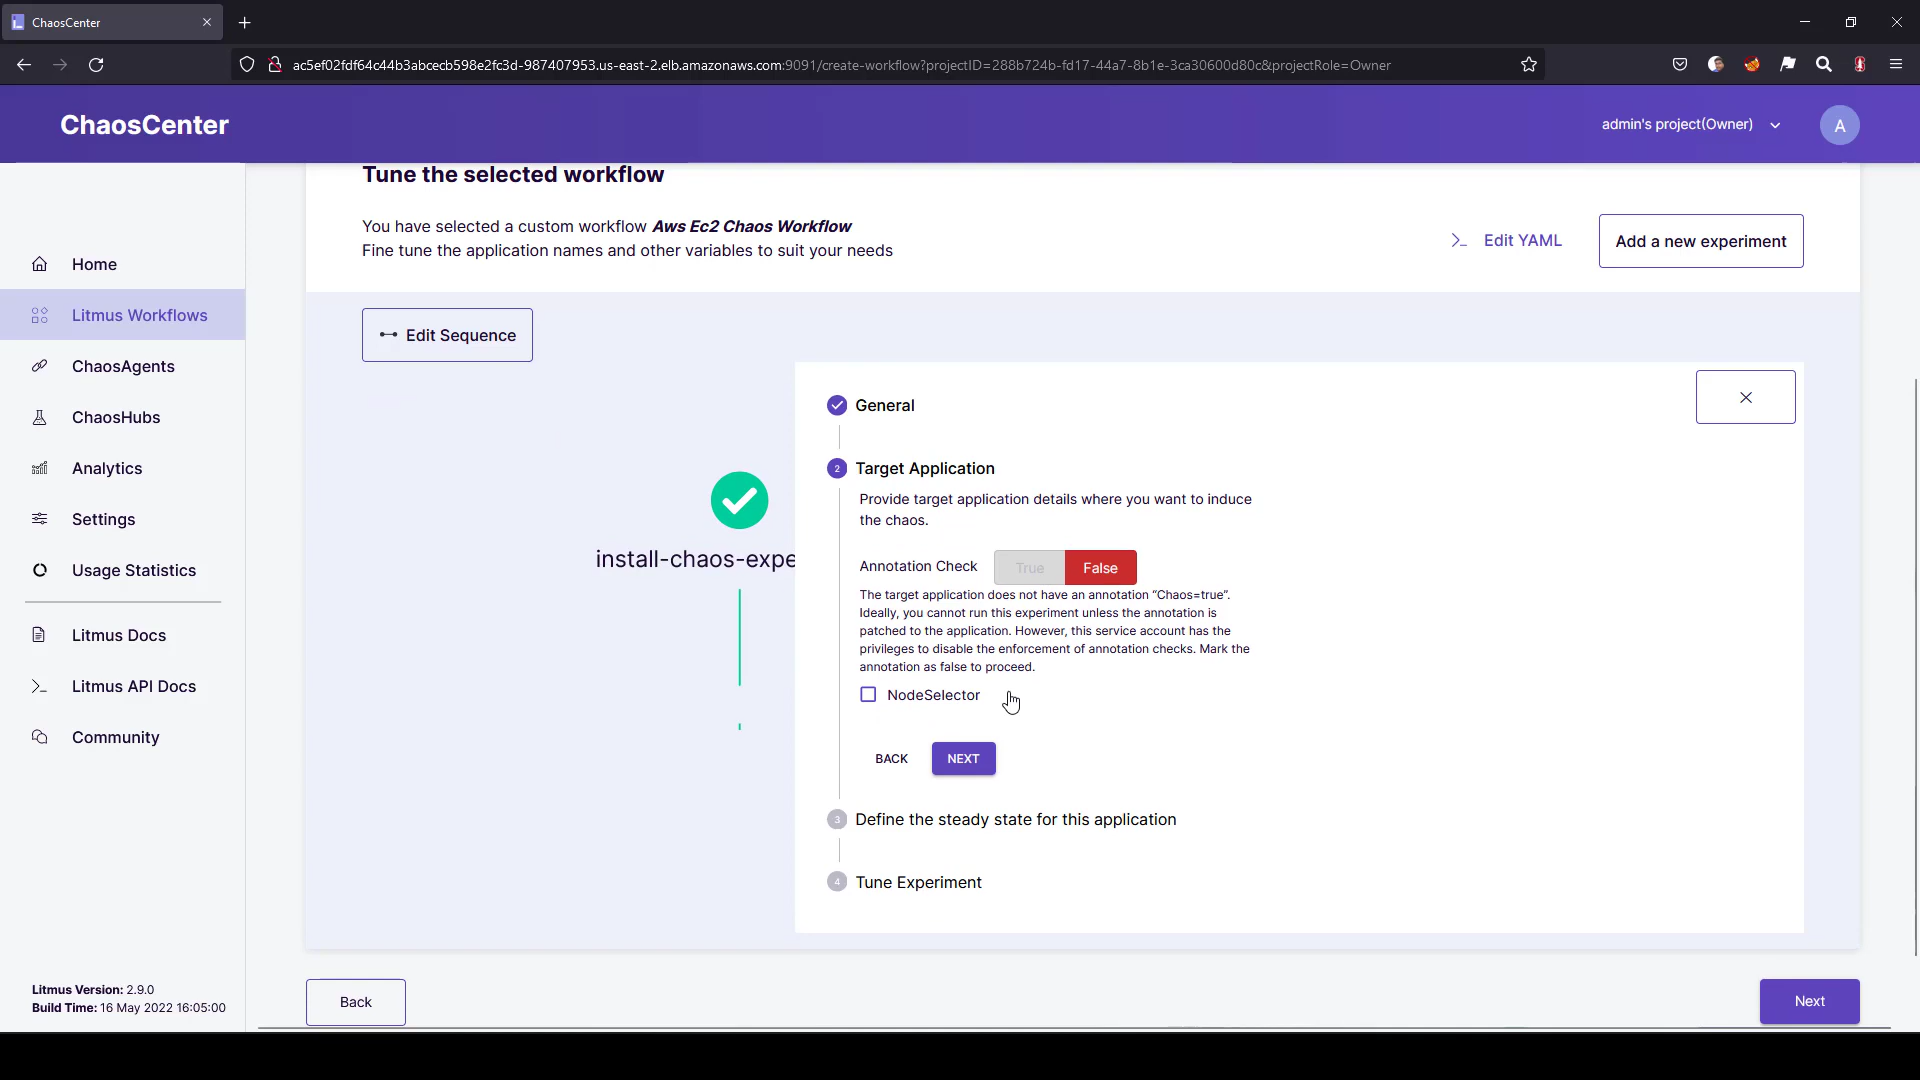 ChaosCenter
ac5ef02fdf64c44b3abcecb598e2fc3d-987407953.us-east-2.elb.amazonaws.com:9091/create-workflow?projectID=288b724b-fd17-44a7-8b1e-3ca30600d80c&projectRole=Owner
ChaosCenter
admin's project(Owner)
A
Home
Litmus Workflows
ChaosAgents
ChaosHubs
Analytics
Settings
Usage Statistics
Litmus Docs
Litmus API Docs
Community
Litmus Version: 2.9.0
Build Time: 16 May 2022 16:05:00
Tune the selected workflow
You have selected a custom workflow Aws Ec2 Chaos Workflow
Fine tune the application names and other variables to suit your needs
>_ Edit YAML
Add a new experiment
Edit Sequence
install-chaos-expe
General
2 Target Application
Provide target application details where you want to induce
the chaos.
Annotation Check True False
The target application does not have an annotation “Chaos=true”.
Ideally, you cannot run this experiment unless the annotation is
patched to the application. However, this service account has the
privileges to disable the enforcement of annotation checks. Mark the
annotation as false to proceed.
NodeSelector
BACK NEXT
3 Define the steady state for this application
4 Tune Experiment
Back
Next